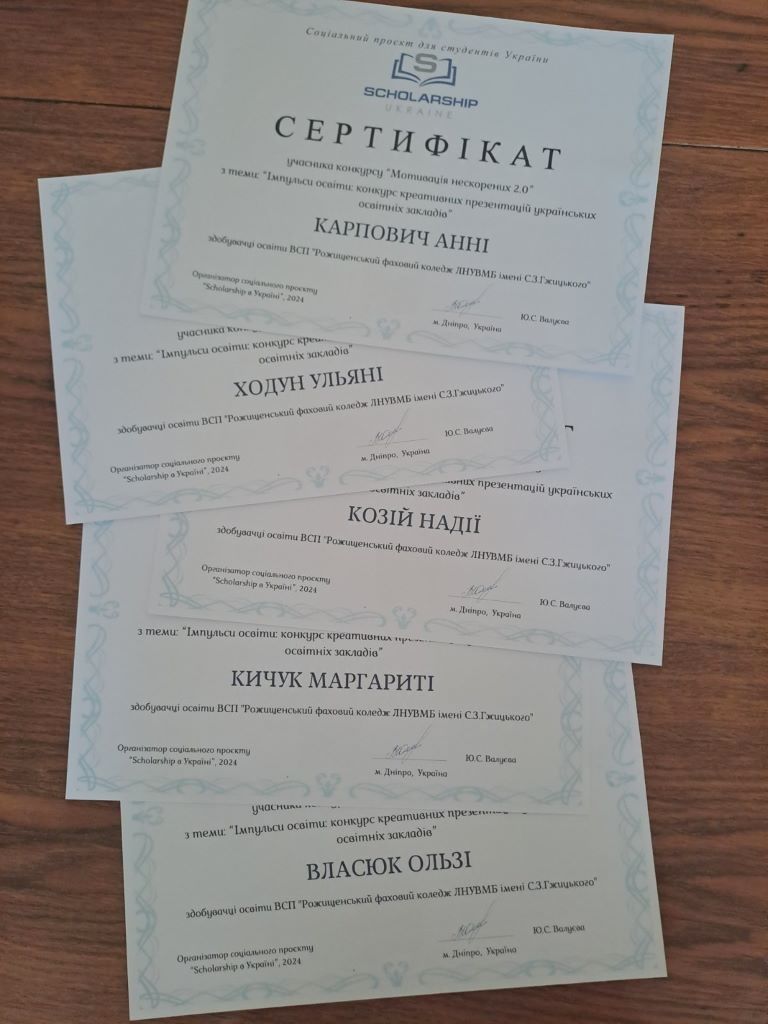 Соціальний проєкт для студентів України
S
SCHOLARSHIP
UKRAINE
СЕРТИФІКАТ
учасника конкурсу "Мотивація нескорених 2.0"
з теми: "Імпульси освіти: конкурс креативних презентацій українських
освітніх закладів"
КАРПОВИЧ АННІ
здобувачці освіти ВСП "Рожищенський фаховий коледж ЛНУВМБ імені С.З.Гжицького"
Організатор соціального проєкту
"Scholarship в Україні", 2024
м. Дніпро, Україна
Ю.С. Валуєва
учасника
з теми: "Імпульси освіти: конкурс
освітніх закладів"
ХОДУН УЛЬЯНІ
здобувачці освіти ВСП "Рожищенський фаховий коледж ЛНУВМБ імені С.З.Гжицького"
Організатор соціального проєкту
"Scholarship в Україні", 2024
м. Дніпро, Україна
Ю.С. Валуєва
українських
освітніх закладів"
КОЗІЙ НАДІЇ
здобувачці освіти ВСП "Рожищенський фаховий коледж ЛНУВМБ імені С.З.Гжицького"
Організатор соціального проєкту
"Scholarship в Україні", 2024
м. Дніпро, Україна
Ю.С. Валуєва
з теми: "Імпульси освіти: конкурс креативних
освітніх закладів"
КИЧУК МАРГАРИТІ
здобувачці освіти ВСП "Рожищенський фаховий коледж ЛНУВМБ імені С.З.Гжицького"
Організатор соціального проєкту
"Scholarship в Україні", 2024
м. Дніпро, Україна
Ю.С. Валуєва
учасника
з теми: "Імпульси освіти: конкурс креативних
освітніх закладів"
ВЛАСЮК ОЛЬЗІ
здобувачці освіти ВСП "Рожищенський фаховий коледж ЛНУВМБ імені С.З.Гжицького"
Організатор соціального проєкту
"Scholarship в Україні", 2024
м. Дніпро, Україна
Ю.С. Валуєва